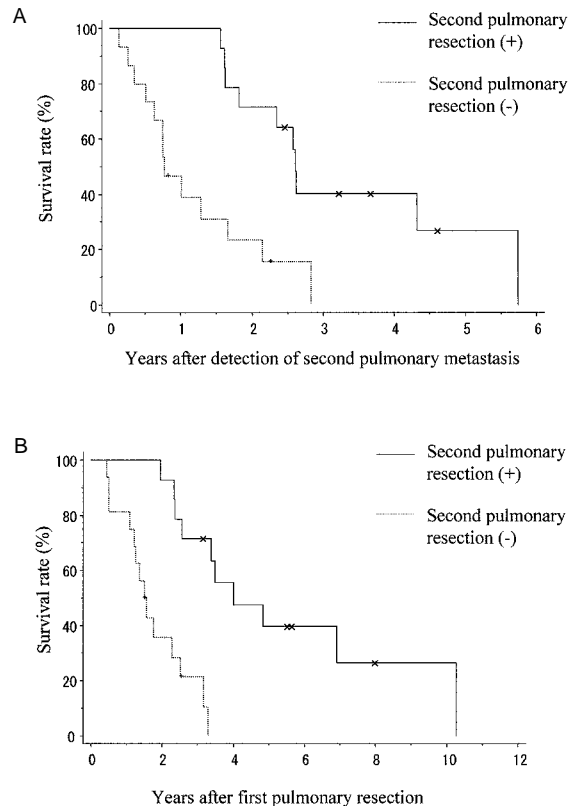 A
Second pulmonary
resection (+)
Second pulmonary
resection (-)
Survival rate (%)
100
80
60
40
20
0
0 1 2 3 4 5 6
Years after detection of second pulmonary metastasis
B
Second pulmonary
resection (+)
Second pulmonary
resection (-)
Survival rate (%)
100
80
60
40
20
0
0 2 4 6 8 10 12
Years after first pulmonary resection